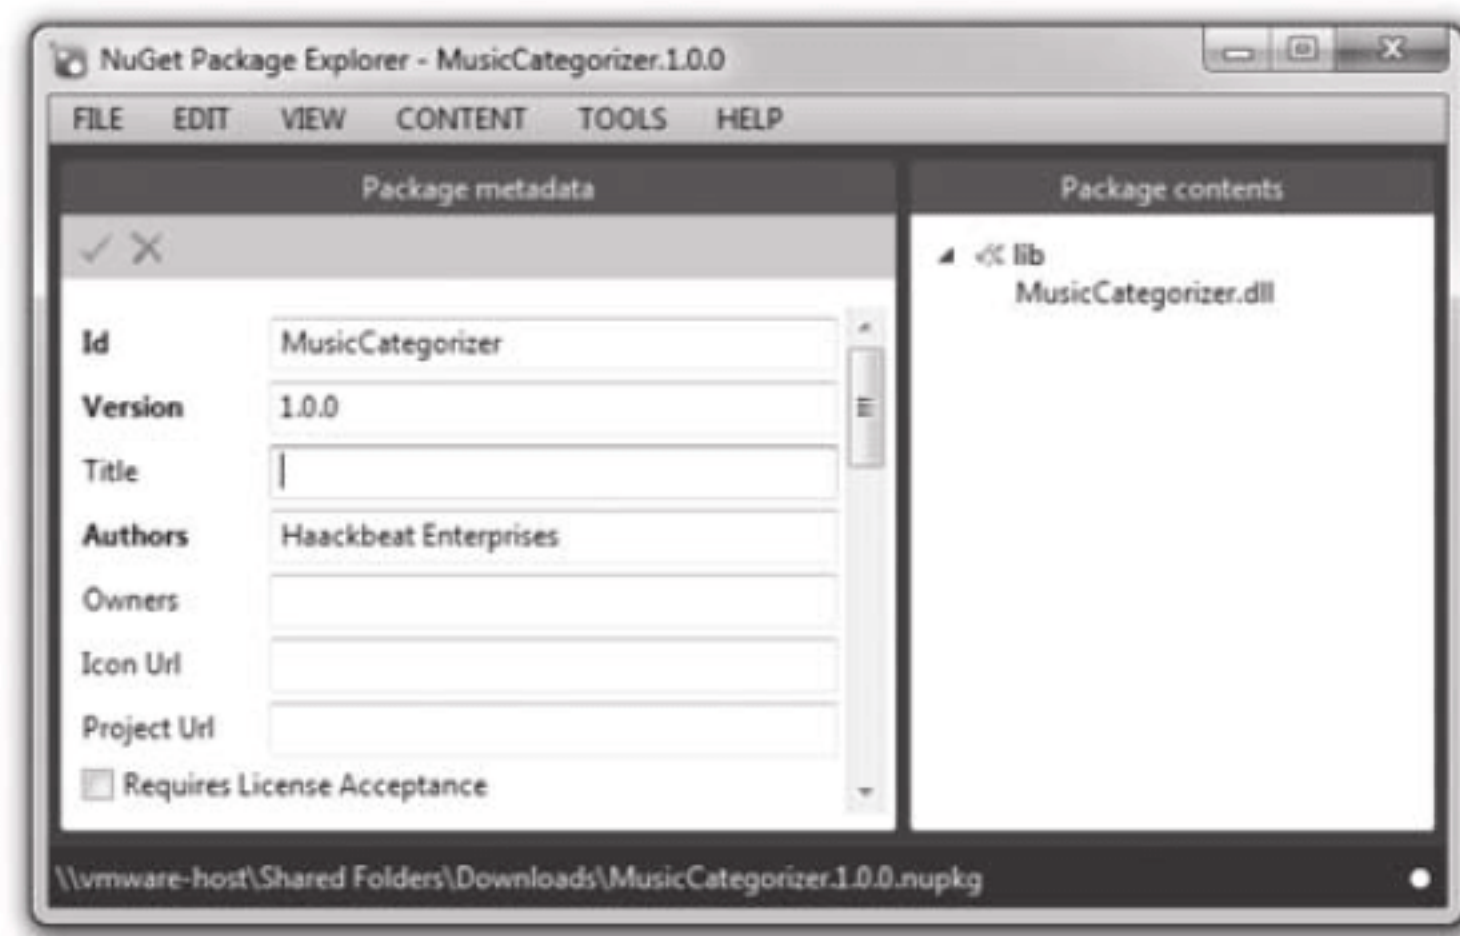 NuGet Package Explorer - MusicCategorizer.1.0.0
FILE EDIT VIEW CONTENT TOOLS HELP
Package metadata
Id MusicCategorizer
Version 1.0.0
Title
Authors Haackbeat Enterprises
Owners
Icon Url
Project Url
Requires License Acceptance
Package contents
lib
MusicCategorizer.dll
\\vmware-host\Shared Folders\Downloads\MusicCategorizer.1.0.0.nupkg